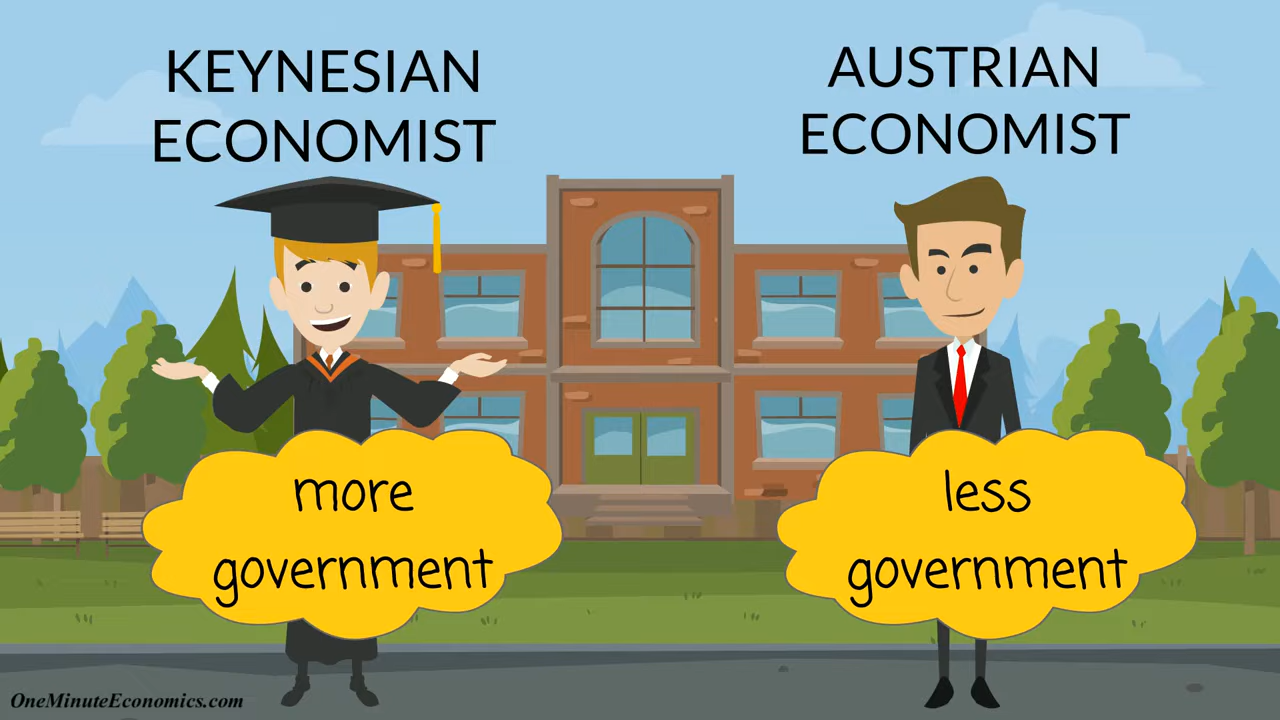 KEYNESIAN
ECONOMIST
AUSTRIAN
ECONOMIST
more
government
less
government
OneMinuteEconomics.com